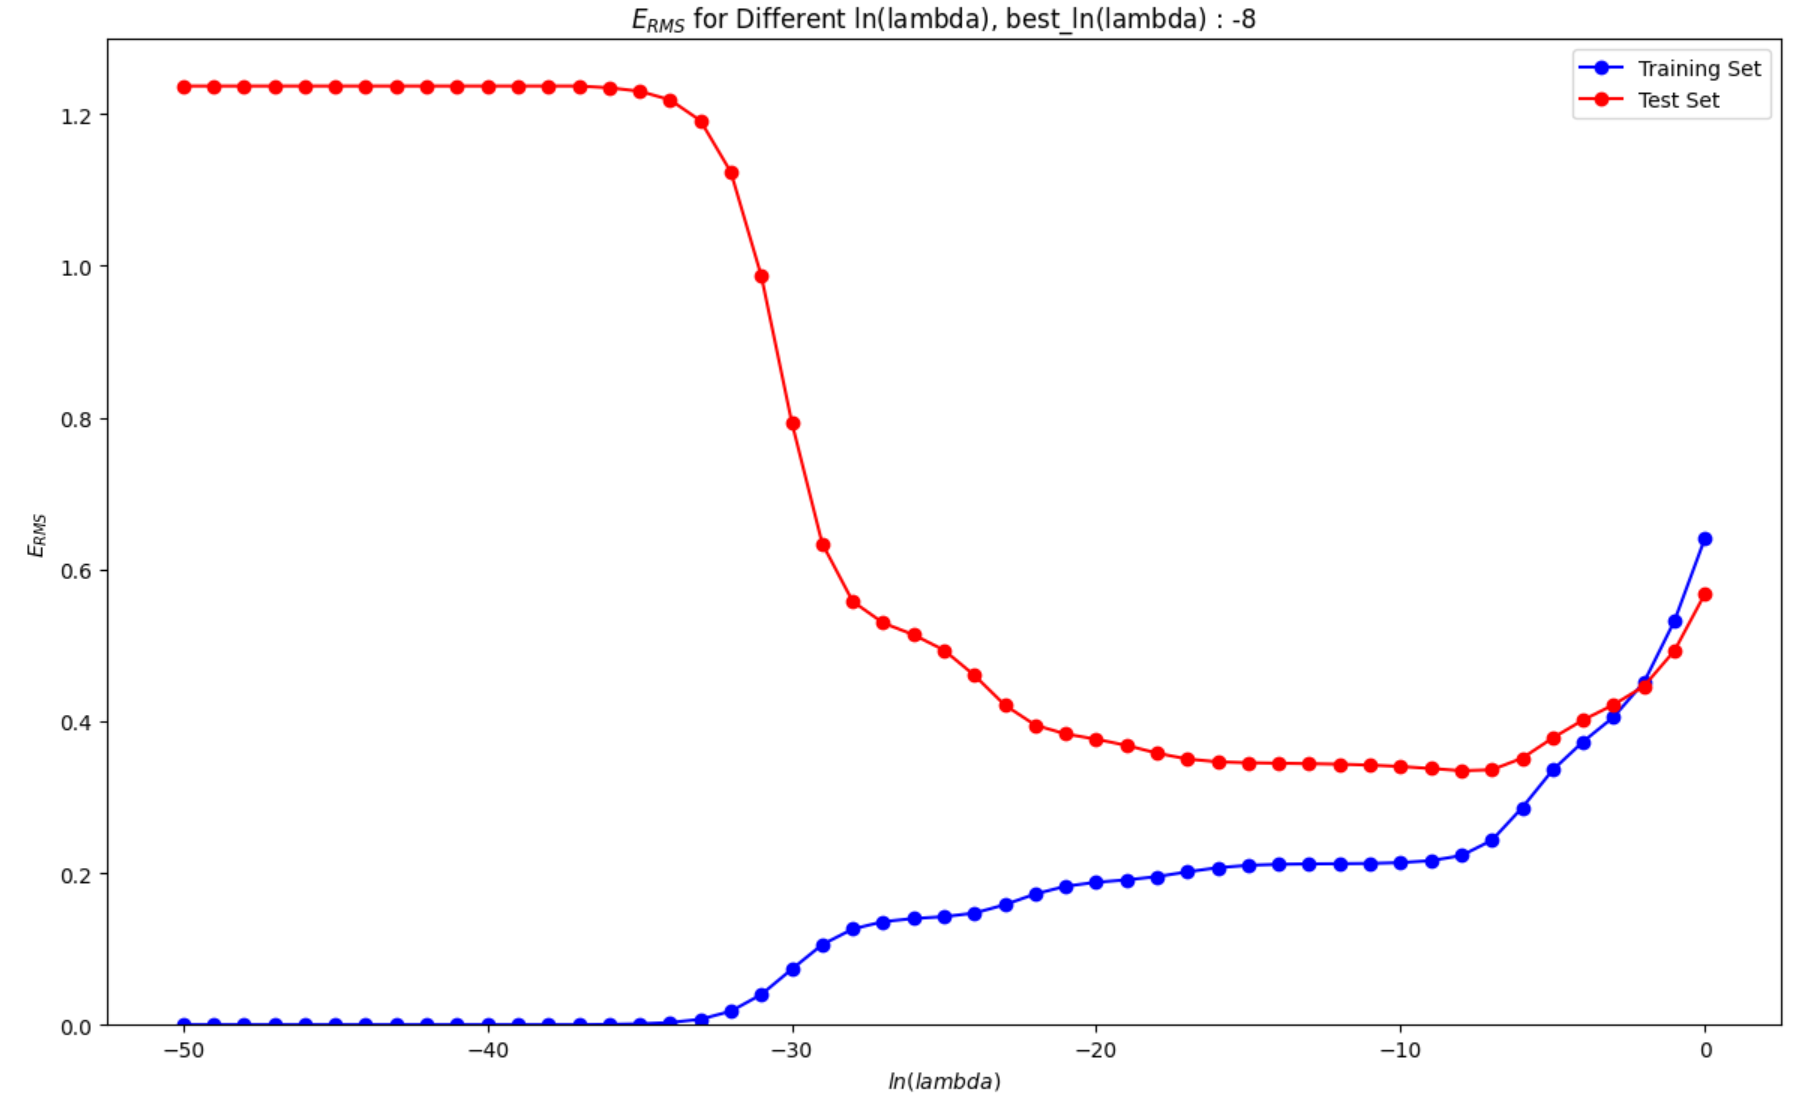 E_RMS for Different ln(lambda), best_ln(lambda) : -8
Training Set
Test Set
1.2
1.0
0.8
0.6
0.4
0.2
0.0
E_RMS
−50
−40
−30
−20
−10
0
ln(lambda)